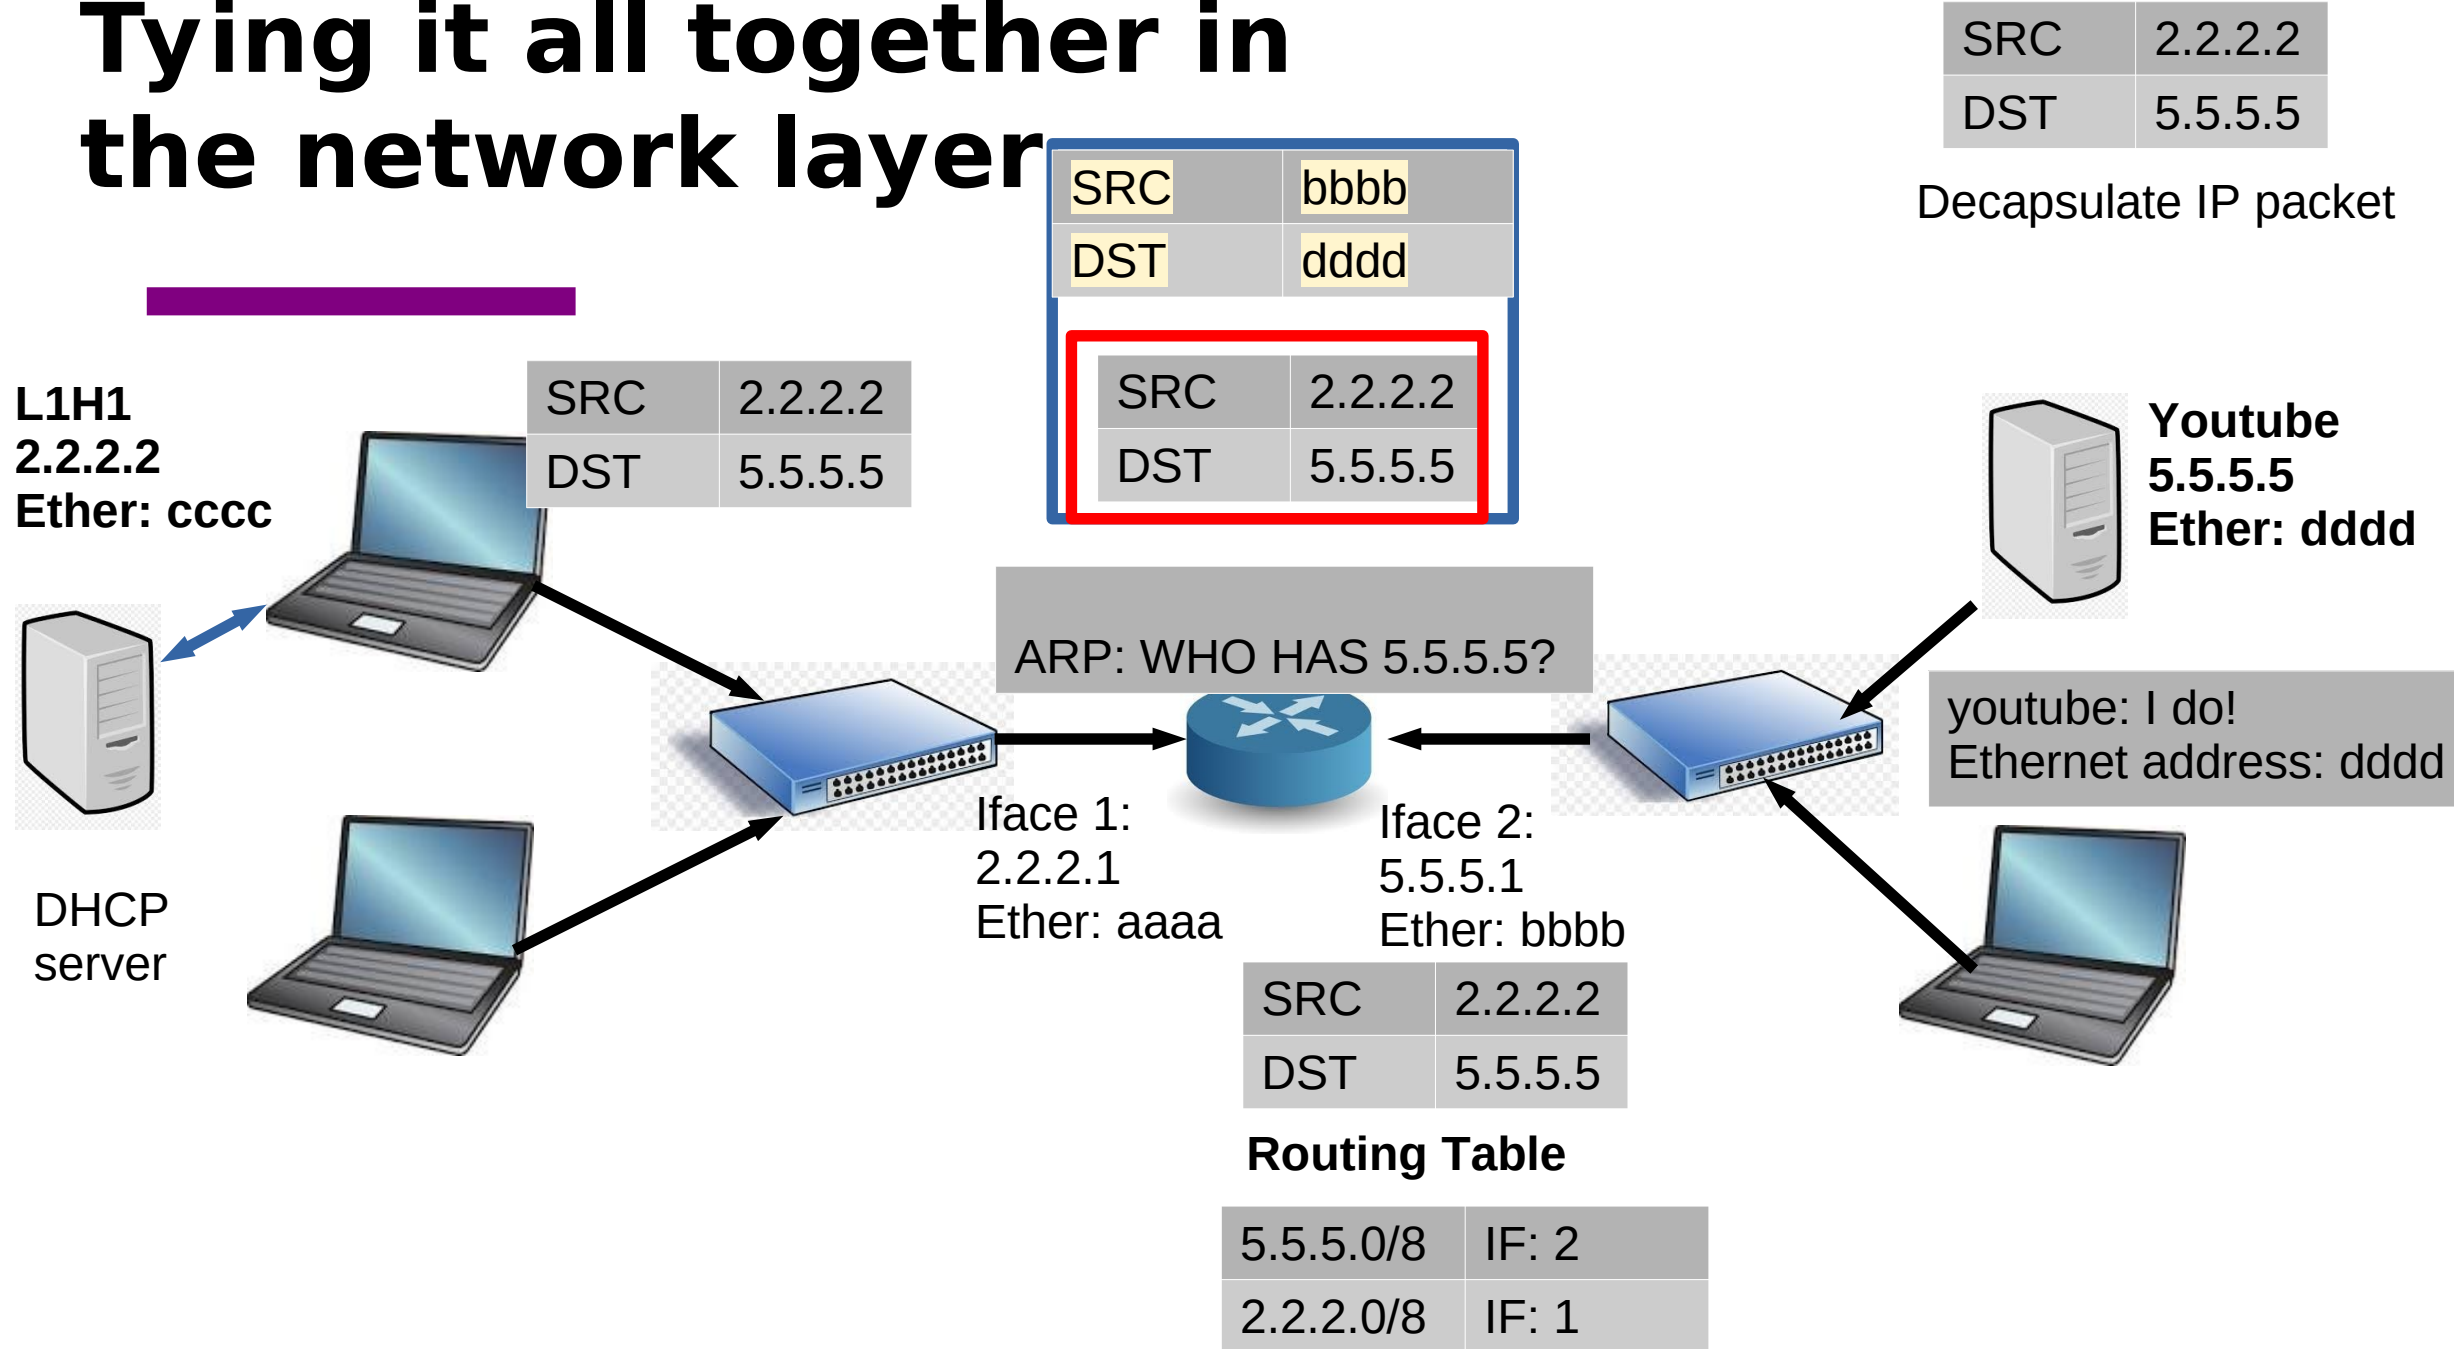 Tying it all together in
the network layer
SRC 2.2.2.2
DST 5.5.5.5
Decapsulate IP packet
SRC bbbb
DST dddd
SRC 2.2.2.2
DST 5.5.5.5
L1H1
2.2.2.2
Ether: cccc
SRC 2.2.2.2
DST 5.5.5.5
Youtube
5.5.5.5
Ether: dddd
ARP: WHO HAS 5.5.5.5?
youtube: I do!
Ethernet address: dddd
DHCP
server
Iface 1:
2.2.2.1
Ether: aaaa
Iface 2:
5.5.5.1
Ether: bbbb
SRC 2.2.2.2
DST 5.5.5.5
Routing Table
5.5.5.0/8 IF: 2
2.2.2.0/8 IF: 1